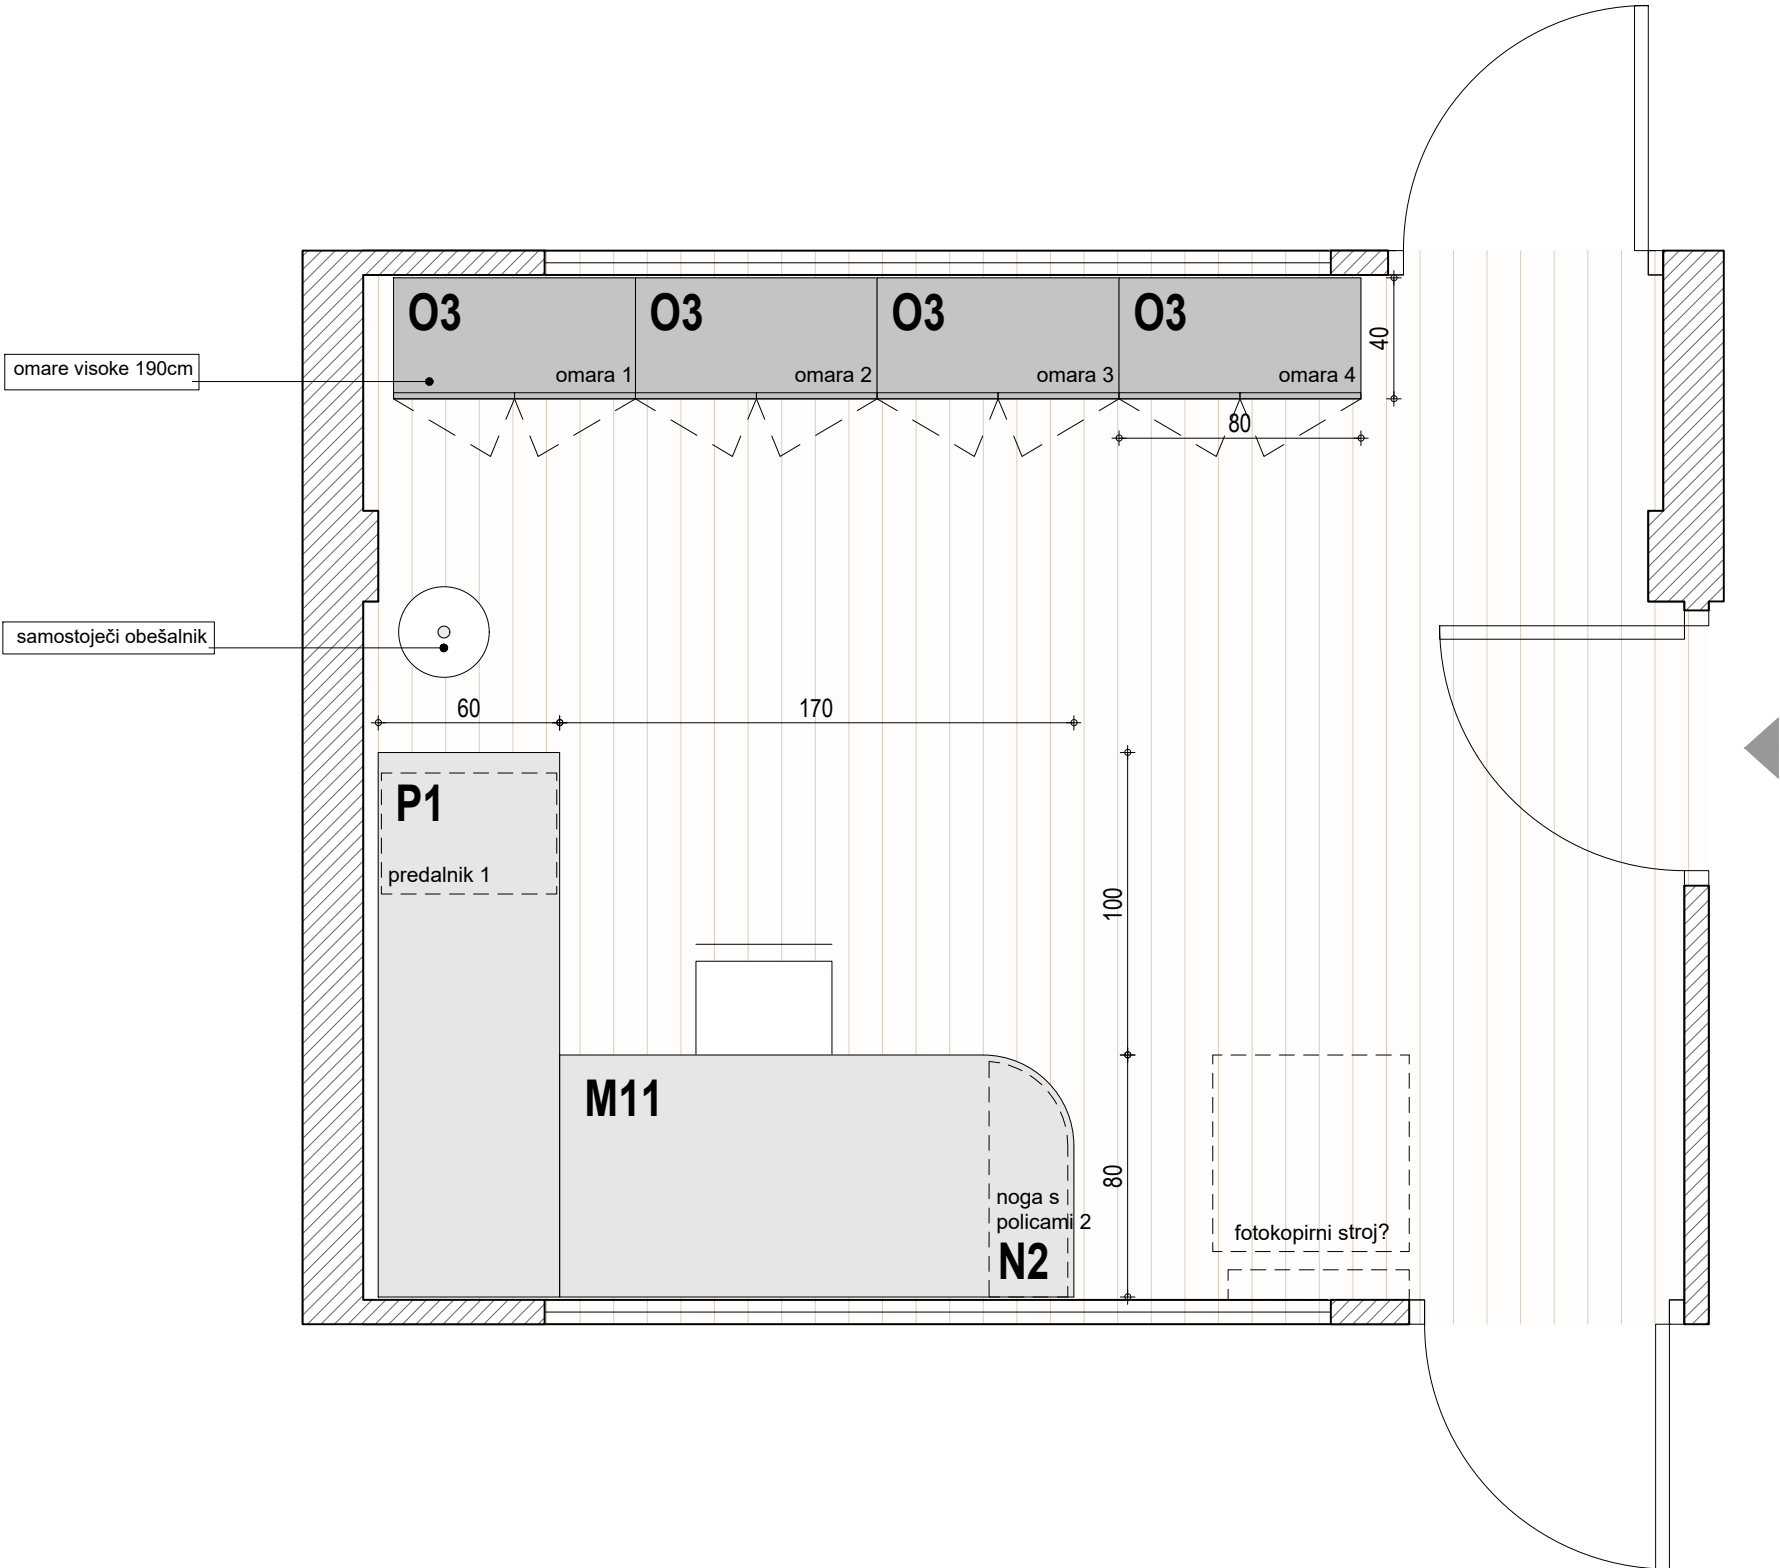 O3
O3
O3
O3
40
omare visoke 190cm
omara 1
omara 2
omara 3
omara 4
80
samostoječi obešalnik
60
170
P1
predalnik 1
100
M11
80
noga s
policami 2
N2
fotokopirni stroj?